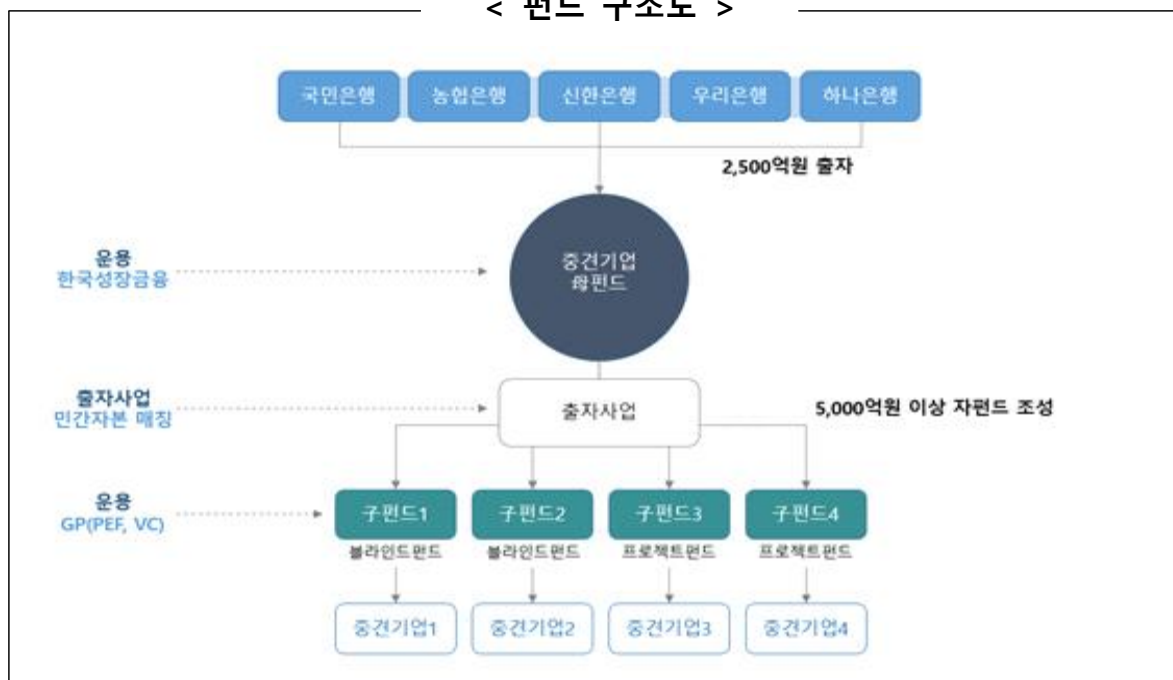 < 펀드 구조도 >
국민은행 농협은행 신한은행 우리은행 하나은행
2,500억원 출자
운용
한국성장금융
중견기업
母펀드
출자사업
민간자본 매칭
출자사업
5,000억원 이상 자펀드 조성
운용
GP(PEF, VC)
子펀드1 子펀드2 子펀드3 子펀드4
블라인드펀드 블라인드펀드 프로젝트펀드 프로젝트펀드
중견기업1 중견기업2 중견기업3 중견기업4